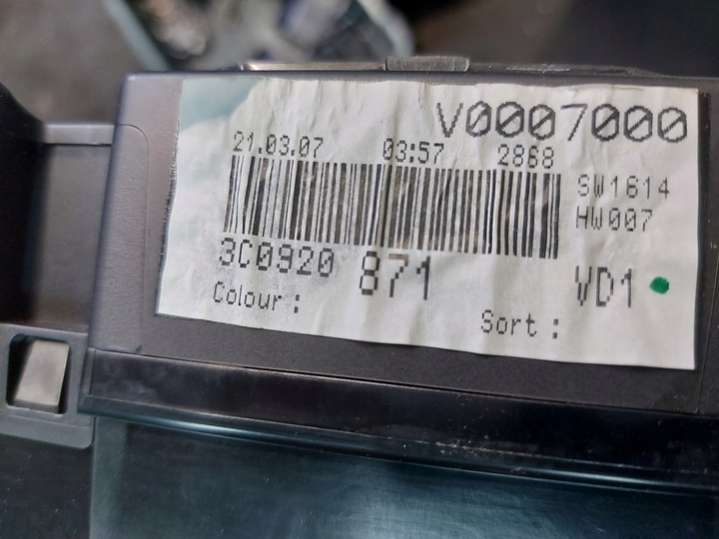 V0007000
21.03.07 03:57 2868
SW1614
HW007
3C0920 871 VD1
Colour :
Sort :